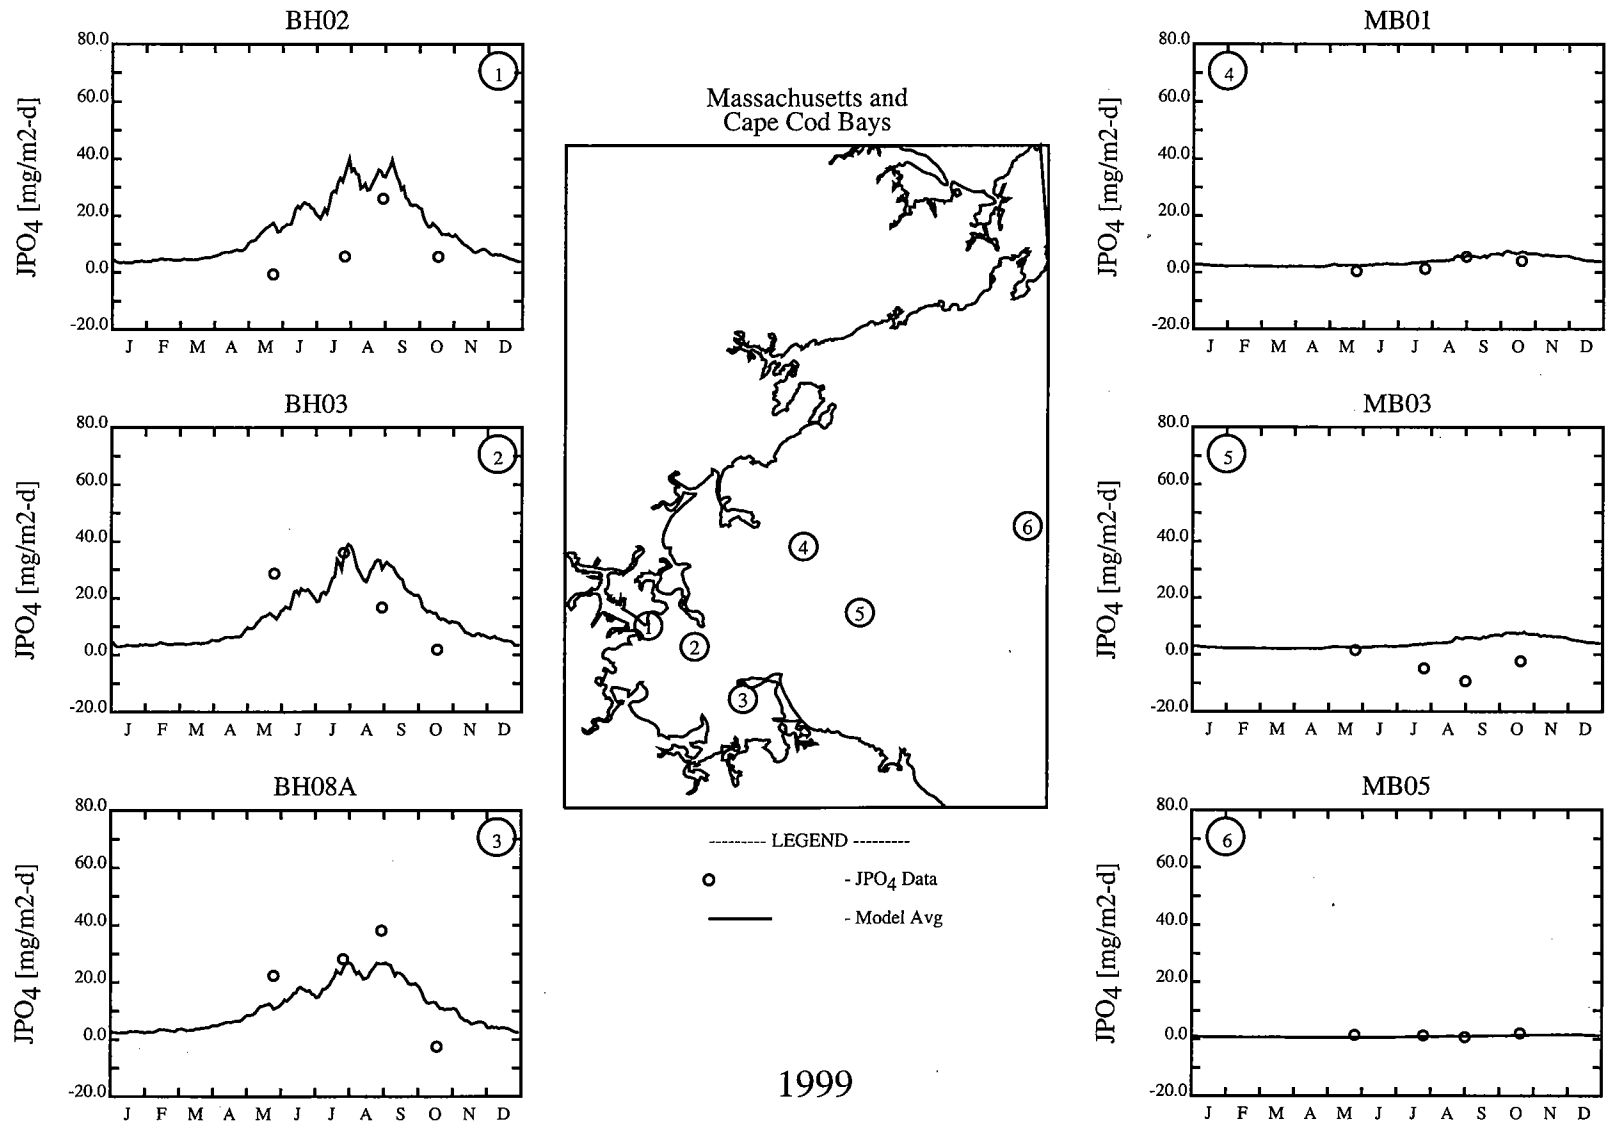 BH02
80.0
60.0
40.0
20.0
0.0
-20.0
JPO4 [mg/m2-d]
1
J F M A M J J A S O N D
BH03
80.0
60.0
40.0
20.0
0.0
-20.0
JPO4 [mg/m2-d]
2
J F M A M J J A S O N D
BH08A
80.0
60.0
40.0
20.0
0.0
-20.0
JPO4 [mg/m2-d]
3
J F M A M J J A S O N D
Massachusetts and
Cape Cod Bays
6
4
5
1
2
3
--------- LEGEND ---------
- JPO4 Data
- Model Avg
1999
MB01
80.0
60.0
40.0
20.0
0.0
-20.0
JPO4 [mg/m2-d]
4
J F M A M J J A S O N D
MB03
80.0
60.0
40.0
20.0
0.0
-20.0
JPO4 [mg/m2-d]
5
J F M A M J J A S O N D
MB05
80.0
60.0
40.0
20.0
0.0
-20.0
JPO4 [mg/m2-d]
6
J F M A M J J A S O N D